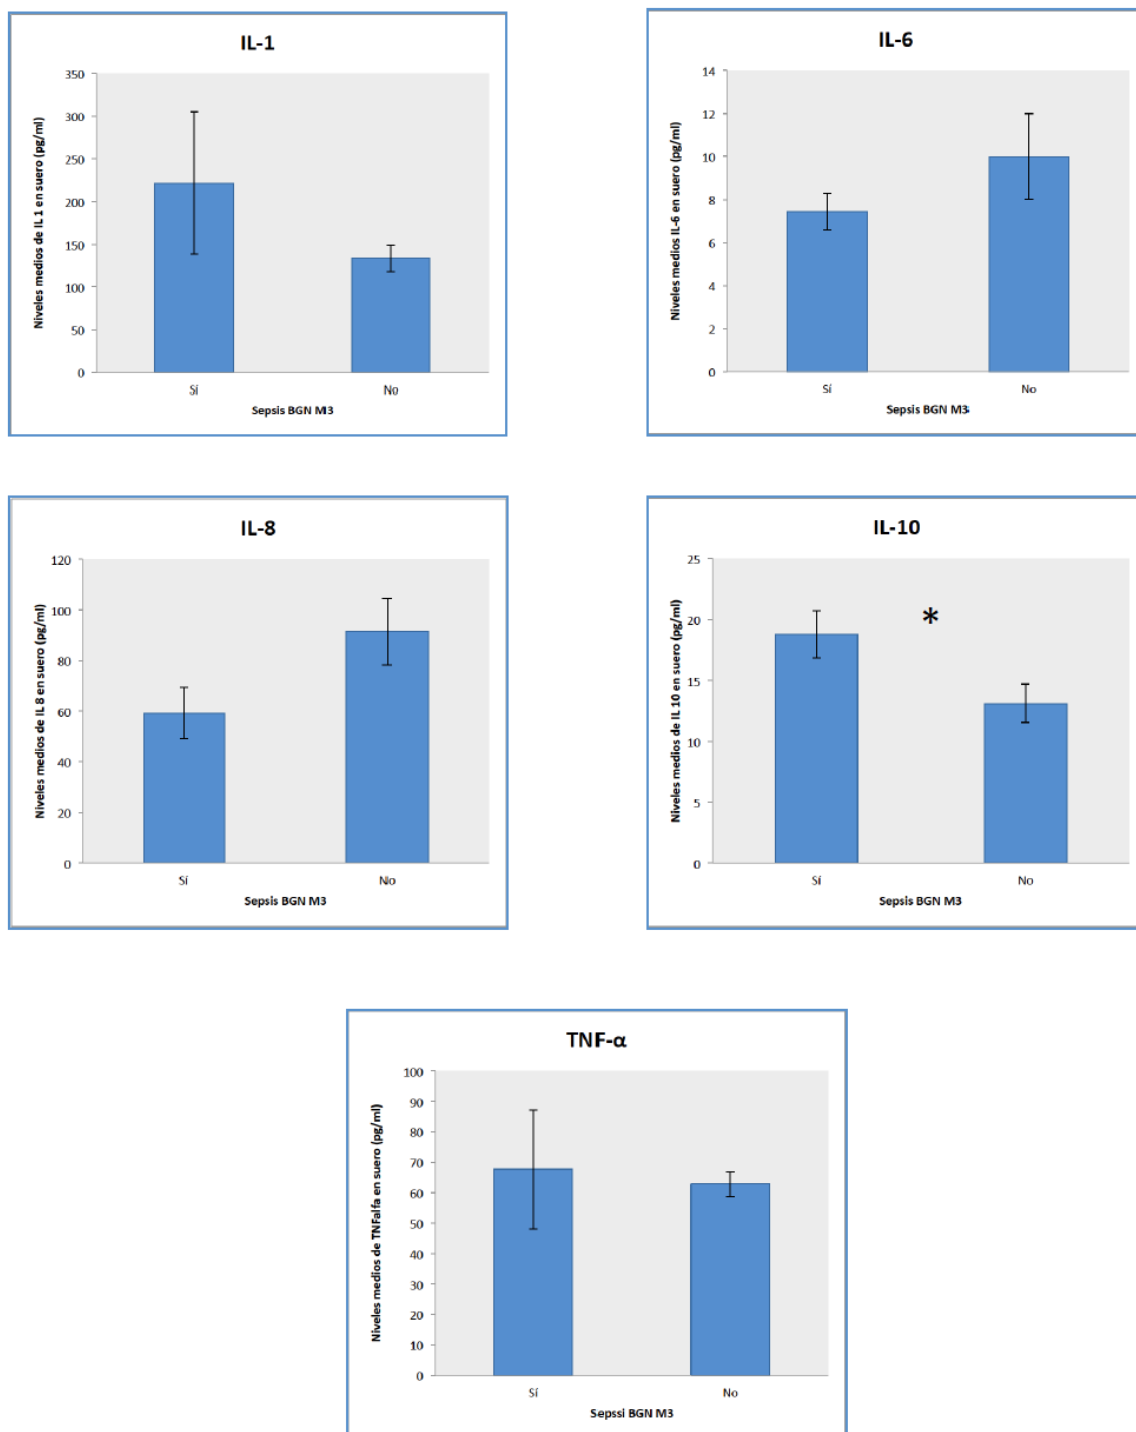 IL-1
Niveles medios de IL 1 en suero (pg/ml)
350
300
250
200
150
100
50
0
Sí No
Sepsis BGN M3
IL-6
Niveles medios IL-6 en suero (pg/ml)
14
12
10
8
6
4
2
0
Sí No
Sepsis BGN M3
IL-8
Niveles medios de IL 8 en suero (pg/ml)
120
100
80
60
40
20
0
Sí No
Sepsis BGN M3
IL-10
Niveles medios de IL 10 en suero (pg/ml)
25
20
15
10
5
0
*
Sí No
Sepsis BGN M3
TNF-α
Niveles medios de TNFalfa en suero (pg/ml)
100
90
80
70
60
50
40
30
20
10
0
Sí No
Sepssi BGN M3